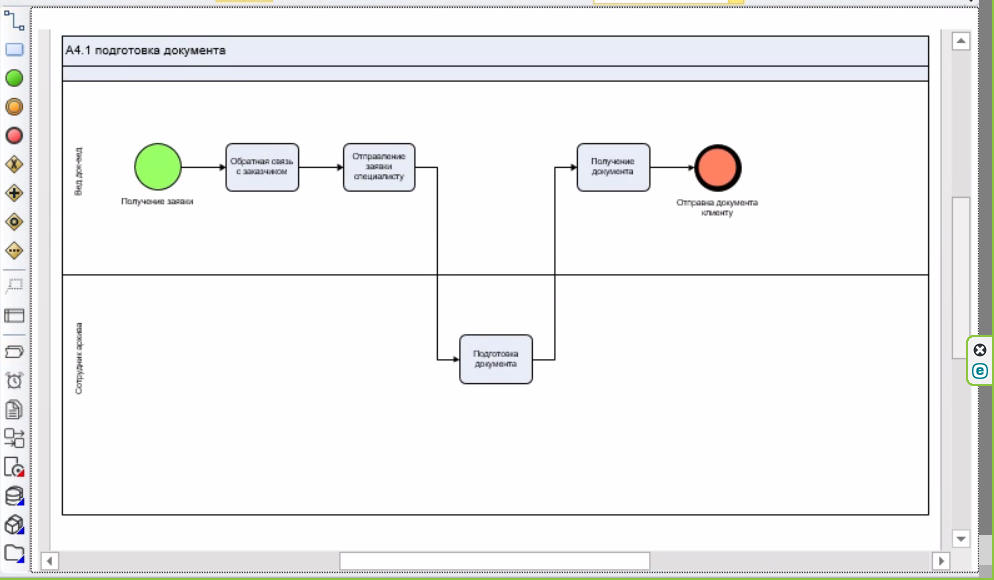 А4.1 подготовка документа
Вед док-вед
Получение заявки
Обратная связь
с заказчиком
Отправление
заявки
специалисту
Получение
документа
Отправка документа
клиенту
Сотрудник архива
Подготовка
документа